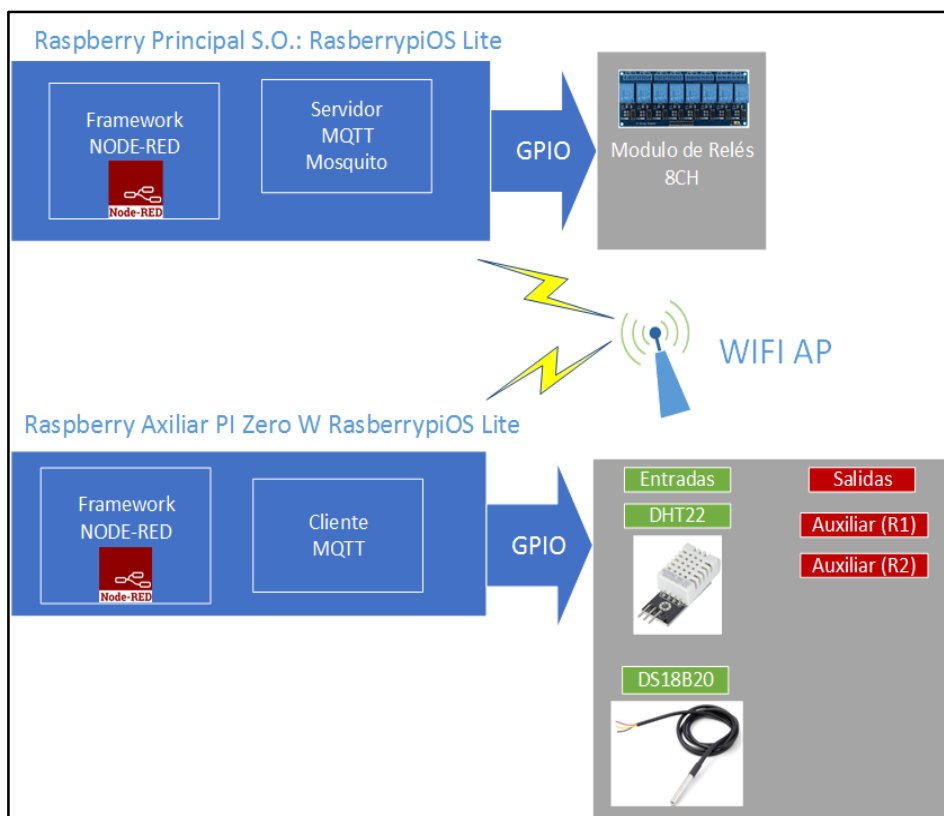 Raspberry Principal S.O.: RasberrypiOS Lite
Framework
NODE-RED
Node-RED
Servidor
MQTT
Mosquito
GPIO
Modulo de Relés
8CH
WIFI AP
Raspberry Axiliar PI Zero W RasberrypiOS Lite
Framework
NODE-RED
Node-RED
Cliente
MQTT
GPIO
Entradas
DHT22
DS18B20
Salidas
Auxiliar (R1)
Auxiliar (R2)